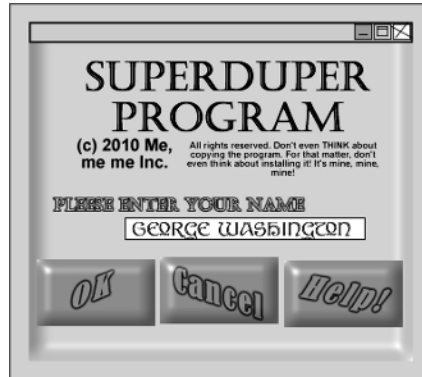 SUPERDUPER
PROGRAM
(c) 2010 Me,
me me Inc.
All rights reserved. Don't even THINK about
copying the program. For that matter, don't
even think about installing it! It's mine, mine,
mine!
PLEESE ENTER YOUR NAME
GEORGE WASHINGTON
OK
Cancel
Help!